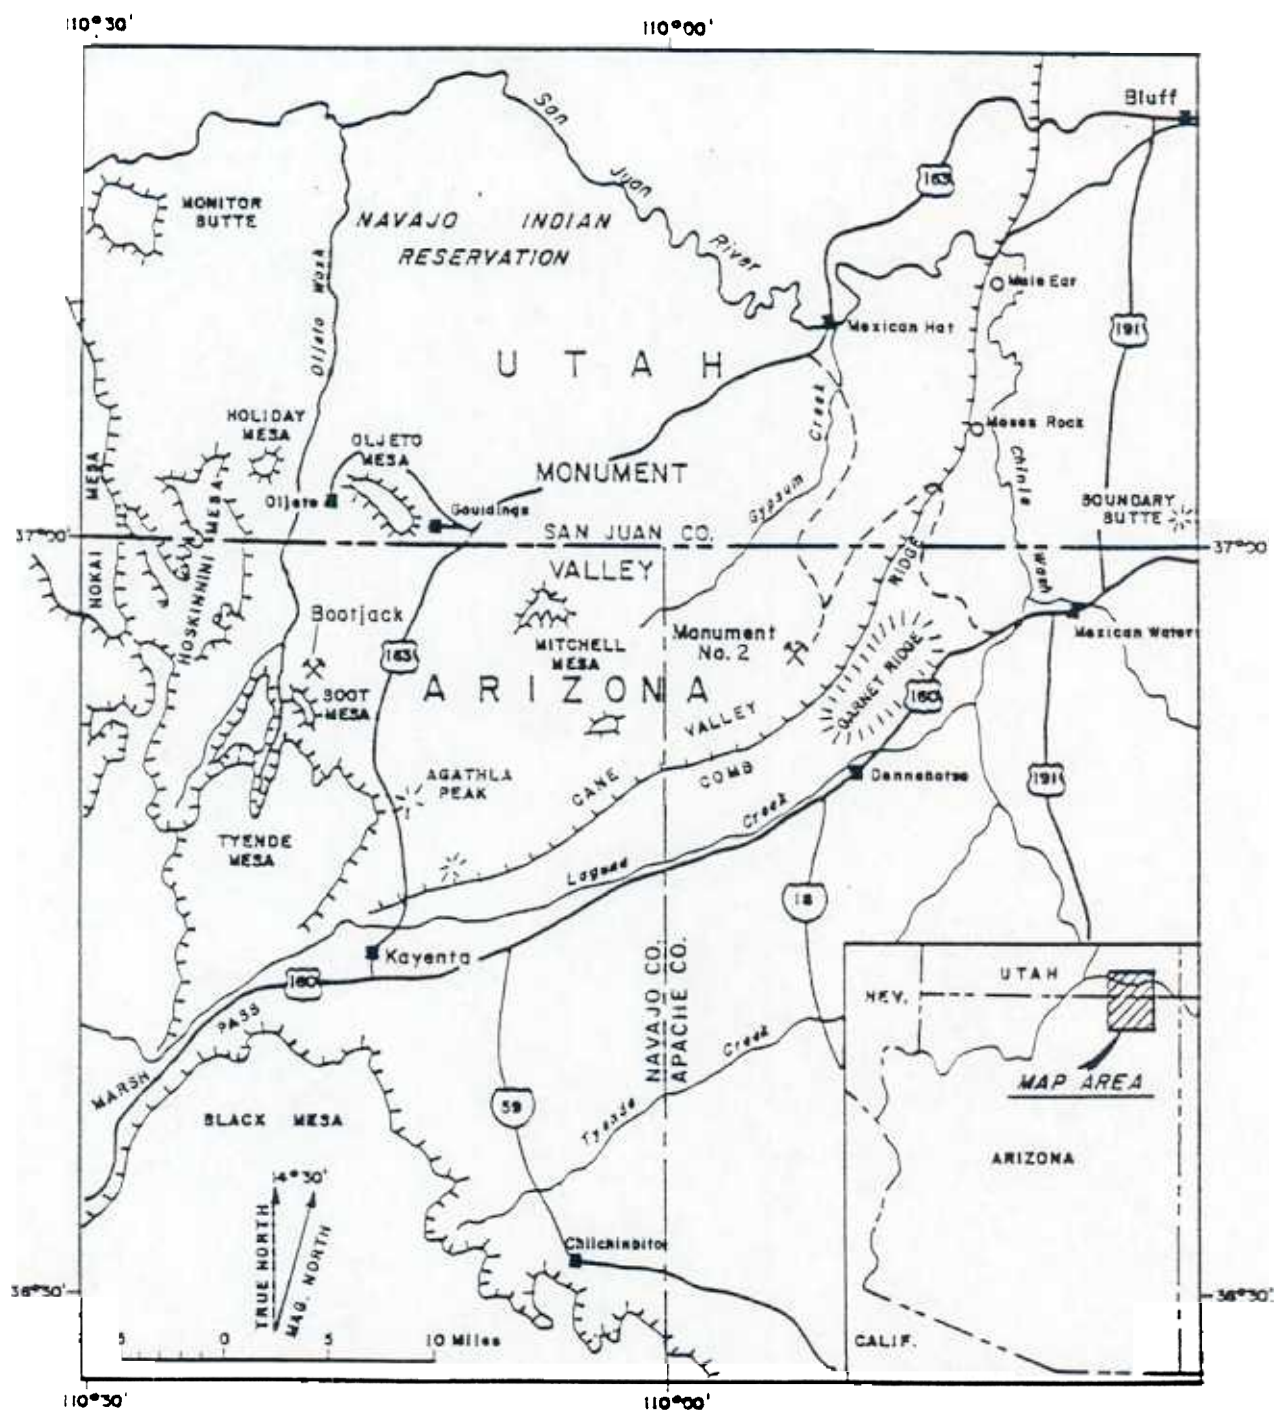 110°30'
110°00'
Bluff
San Juan River
163
MONITOR
BUTTE
NAVAJO INDIAN
RESERVATION
Oljeto Wash
Mule Ear
191
Mexican Hat
UTAH
Creek
HOLIDAY
MESA
OLJETO
MESA
Moses Rock
MESA
MONUMENT
Chinle
Oljeto
Gouldings
Gypsum
BOUNDARY
BUTTE
37°00'
SAN JUAN CO.
37°00'
NOKAI
HOSKINNINI MESA
VALLEY
RIDGE
Wash
Bootjack
163
MITCHELL
MESA
Monument
No. 2
Mexican Water
BOOT
MESA
ARIZONA
GARNET RIDGE
160
VALLEY
AGATHLA
PEAK
CANE
COMB
Dennehotso
191
TYENDE
MESA
Creek
Laguna
18
Kayenta
160
NAVAJO CO.
APACHE CO.
UTAH
NEV.
PASS
Creek
MAP AREA
MARSH
59
Tyende
BLACK MESA
ARIZONA
14°30'
TRUE NORTH
MAG. NORTH
Chilchinbito
36°30'
36°30'
5 0 5 10 Miles
CALIF.
110°30'
110°00'